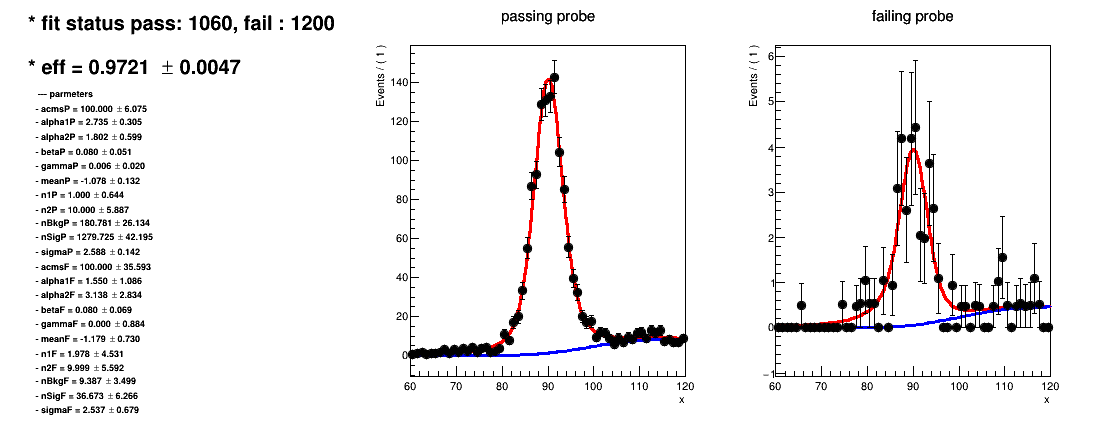 * fit status pass: 1060, fail : 1200
* eff = 0.9721 ± 0.0047
--- parmeters
- acmsP = 100.000 ± 6.075
- alpha1P = 2.735 ± 0.305
- alpha2P = 1.802 ± 0.599
- betaP = 0.080 ± 0.051
- gammaP = 0.006 ± 0.020
- meanP = -1.078 ± 0.132
- n1P = 1.000 ± 0.644
- n2P = 10.000 ± 5.887
- nBkgP = 180.781 ± 26.134
- nSigP = 1279.725 ± 42.195
- sigmaP = 2.588 ± 0.142
- acmsF = 100.000 ± 35.593
- alpha1F = 1.550 ± 1.086
- alpha2F = 3.138 ± 2.834
- betaF = 0.080 ± 0.069
- gammaF = 0.000 ± 0.884
- meanF = -1.179 ± 0.730
- n1F = 1.978 ± 4.531
- n2F = 9.999 ± 5.592
- nBkgF = 9.387 ± 3.499
- nSigF = 36.673 ± 6.266
- sigmaF = 2.537 ± 0.679
passing probe
Events / ( 1 )
140
120
100
80
60
40
20
0
60 70 80 90 100 110 120
x
failing probe
Events / ( 1 )
6
5
4
3
2
1
0
−1
60 70 80 90 100 110 120
x